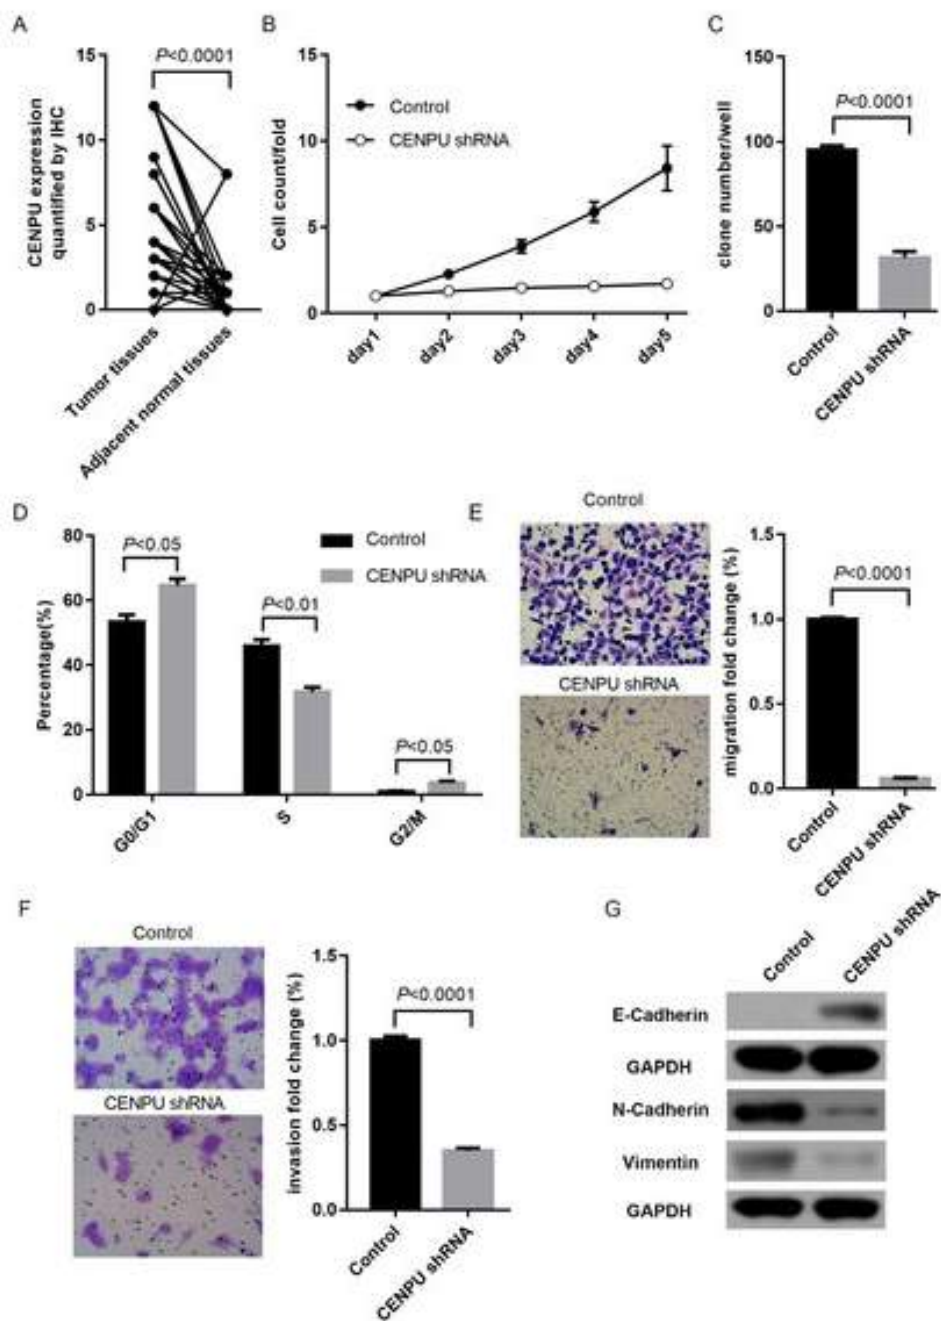 A
P<0.0001
CENPU expression
quantified by IHC
15
10
5
0
Tumor tissues
Adjacent normal tissues
B
Cell count/fold
15
10
5
0
Control
CENPU shRNA
day1
day2
day3
day4
day5
C
clone number/well
150
100
50
0
P<0.0001
Control
CENPU shRNA
D
Percentage(%)
80
60
40
20
0
P<0.05
P<0.01
P<0.05
Control
CENPU shRNA
G0/G1
S
G2/M
E
Control
CENPU shRNA
migration fold change (%)
1.5
1.0
0.5
0.0
P<0.0001
Control
CENPU shRNA
F
Control
CENPU shRNA
invasion fold change (%)
1.5
1.0
0.5
0.0
P<0.0001
Control
CENPU shRNA
G
Control
CENPU shRNA
E-Cadherin
GAPDH
N-Cadherin
Vimentin
GAPDH